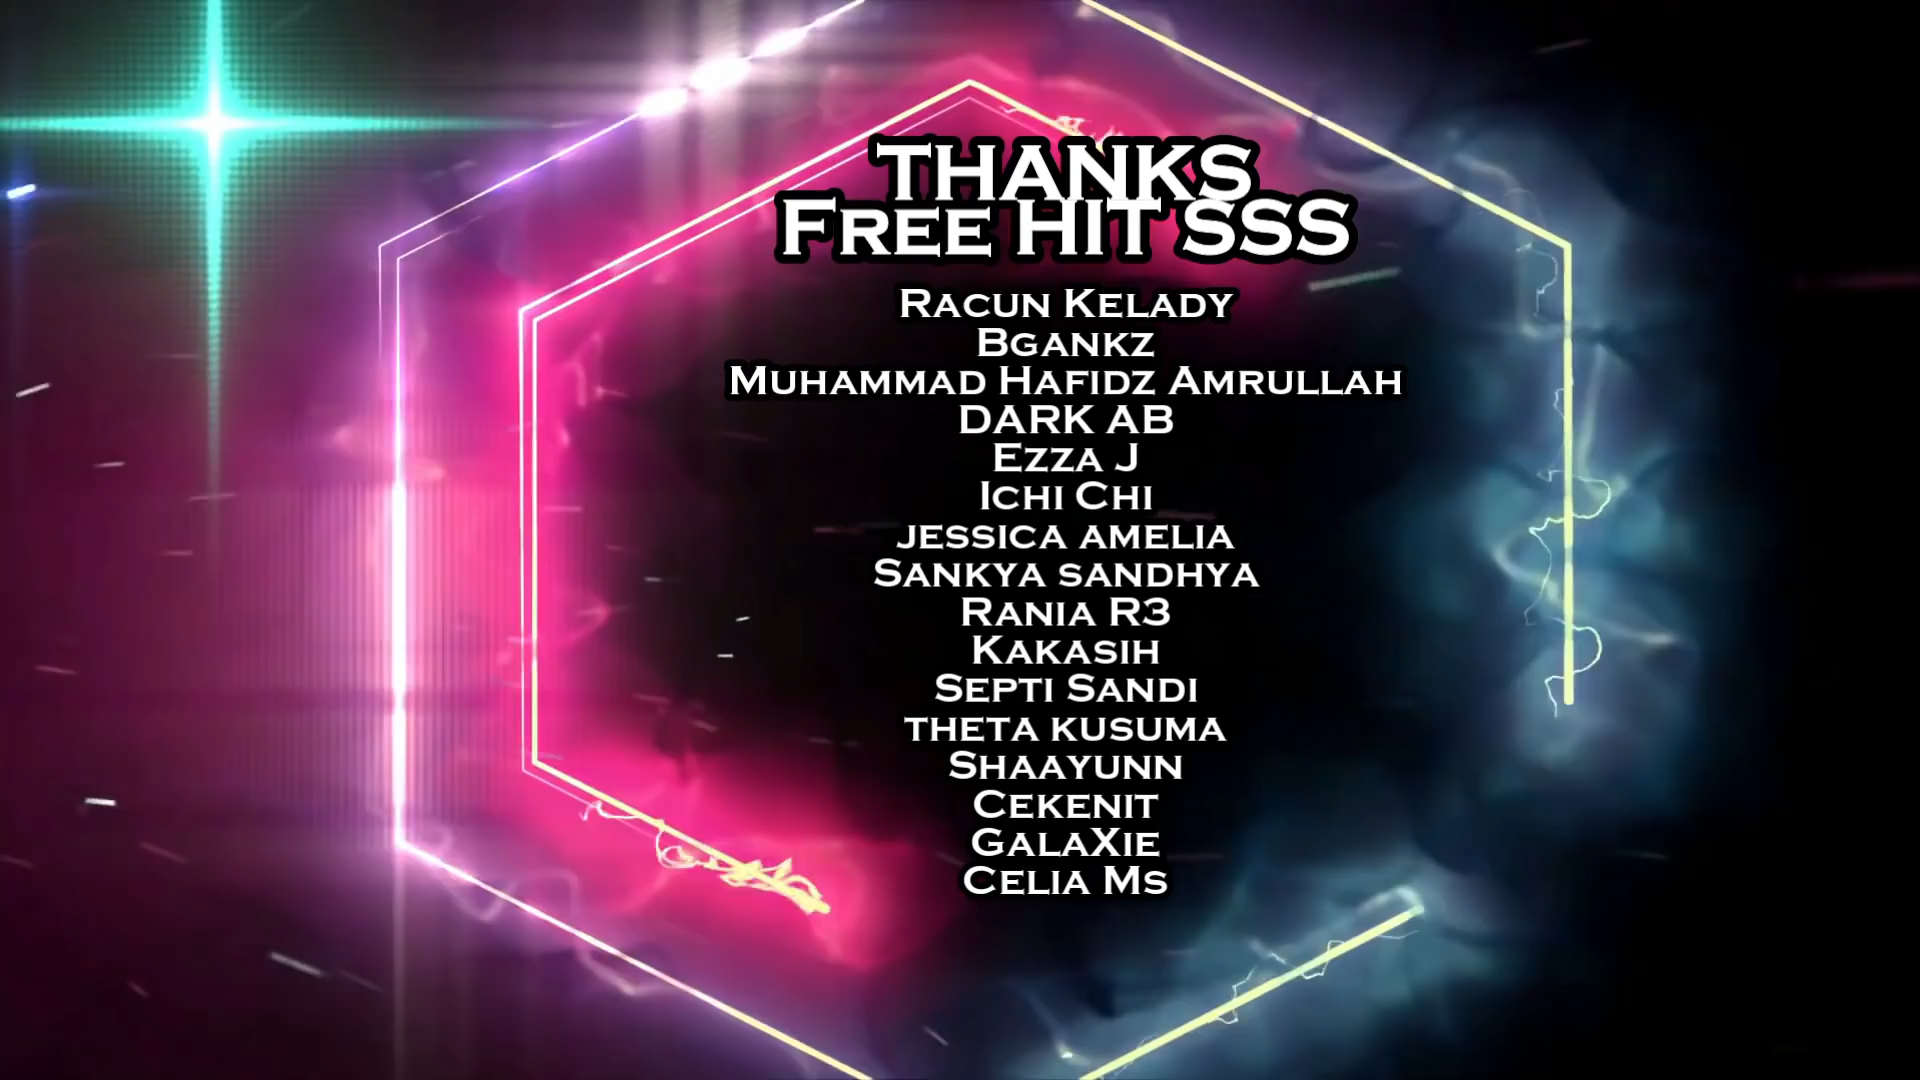 THANKS
FREE HIT SSS
RACUN KELADY
BGANKZ
MUHAMMAD HAFIDZ AMRULLAH
DARK AB
EZZA J
ICHI CHI
JESSICA AMELIA
SANKYA SANDHYA
RANIA R3
KAKASIH
SEPTI SANDI
THETA KUSUMA
SHAAYUNN
CEKENIT
GALAXIE
CELIA MS